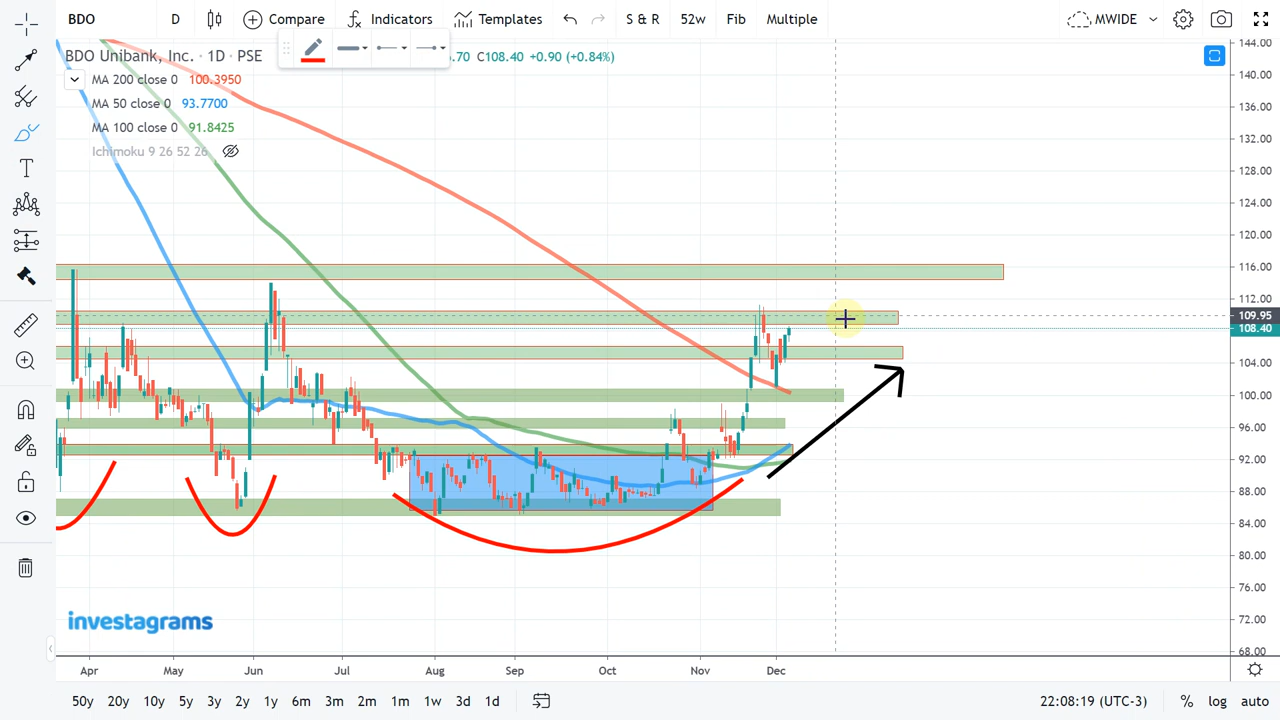 BDO D Compare Indicators Templates S & R 52w Fib Multiple MWIDE
BDO Unibank, Inc. · 1D · PSE .70 C108.40 +0.90 (+0.84%)
MA 200 close 0 100.3950
MA 50 close 0 93.7700
MA 100 close 0 91.8425
Ichimoku 9 26 52 26
144.00
140.00
136.00
132.00
128.00
124.00
120.00
116.00
112.00
109.95
108.40
104.00
100.00
96.00
92.00
88.00
84.00
80.00
76.00
72.00
68.00
investagrams
Apr May Jun Jul Aug Sep Oct Nov Dec
50y 20y 10y 5y 3y 2y 1y 6m 3m 2m 1m 1w 3d 1d 22:08:19 (UTC-3) % log auto